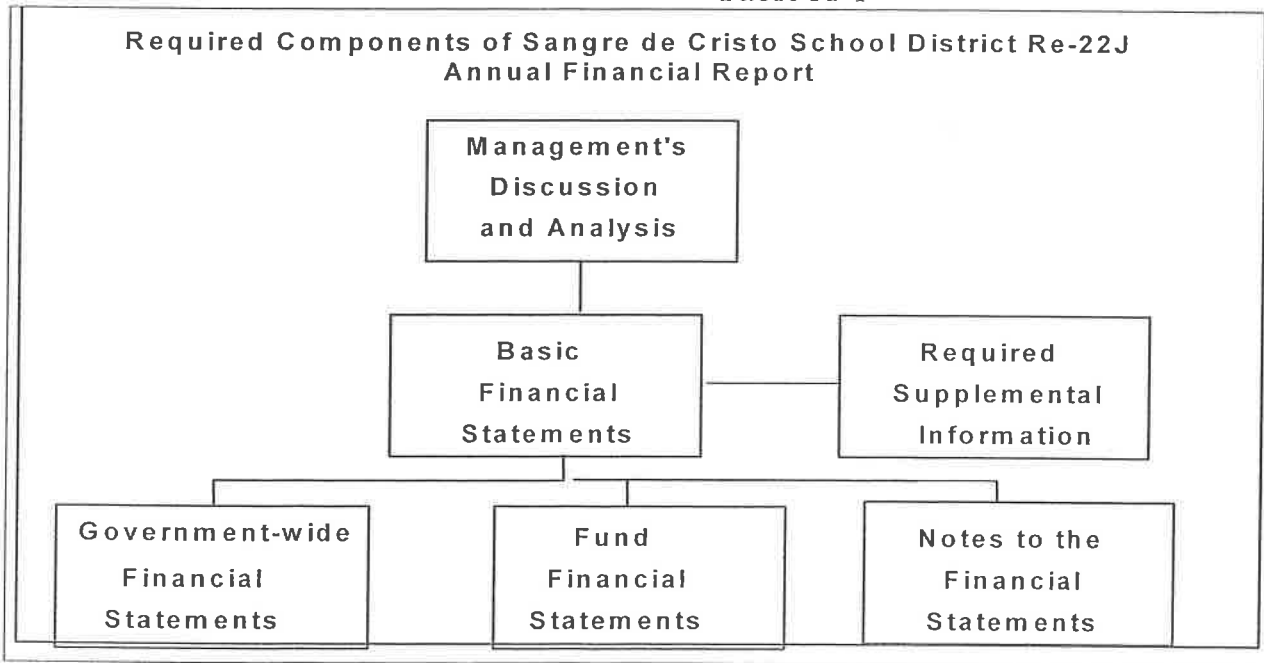 Required Components of Sangre de Cristo School District Re-22J
Annual Financial Report
Management's
Discussion
and Analysis
Basic
Financial
Statements
Required
Supplemental
Information
Government-wide
Financial
Statements
Fund
Financial
Statements
Notes to the
Financial
Statements